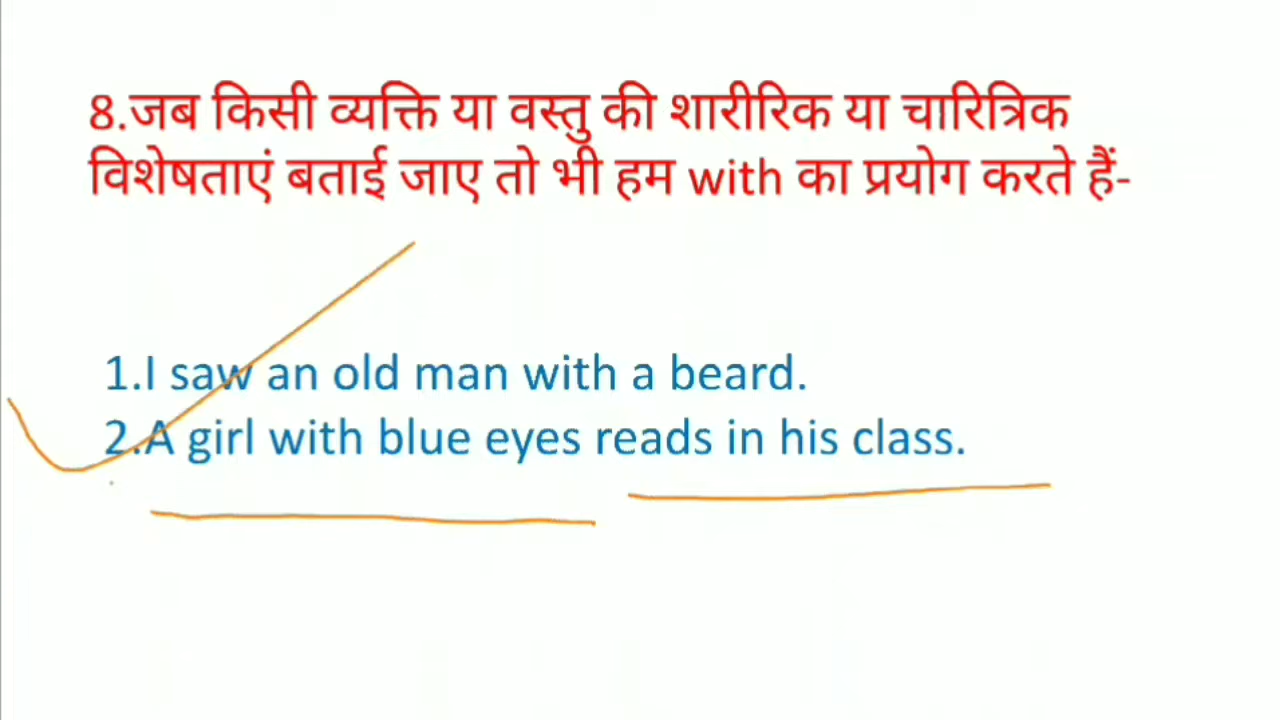 8.जब किसी व्यक्ति या वस्तु की शारीरिक या चारित्रिक
विशेषताएं बताई जाए तो भी हम with का प्रयोग करते हैं-
1.I saw an old man with a beard.
2.A girl with blue eyes reads in his class.